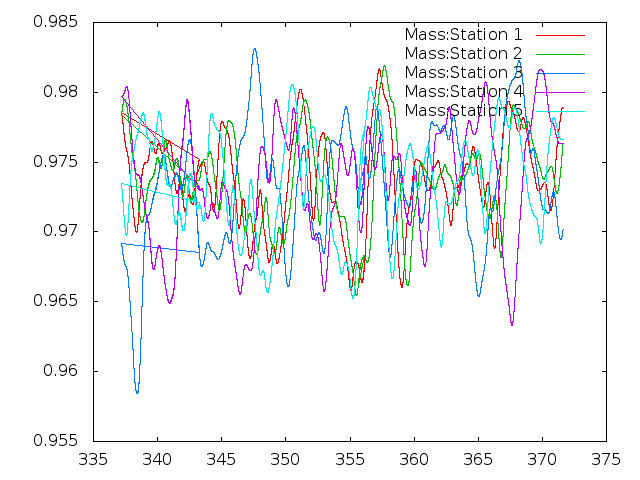 0.985
0.98
0.975
0.97
0.965
0.96
0.955
335 340 345 350 355 360 365 370 375
Mass:Station 1
Mass:Station 2
Mass:Station 3
Mass:Station 4
Mass:Station 5